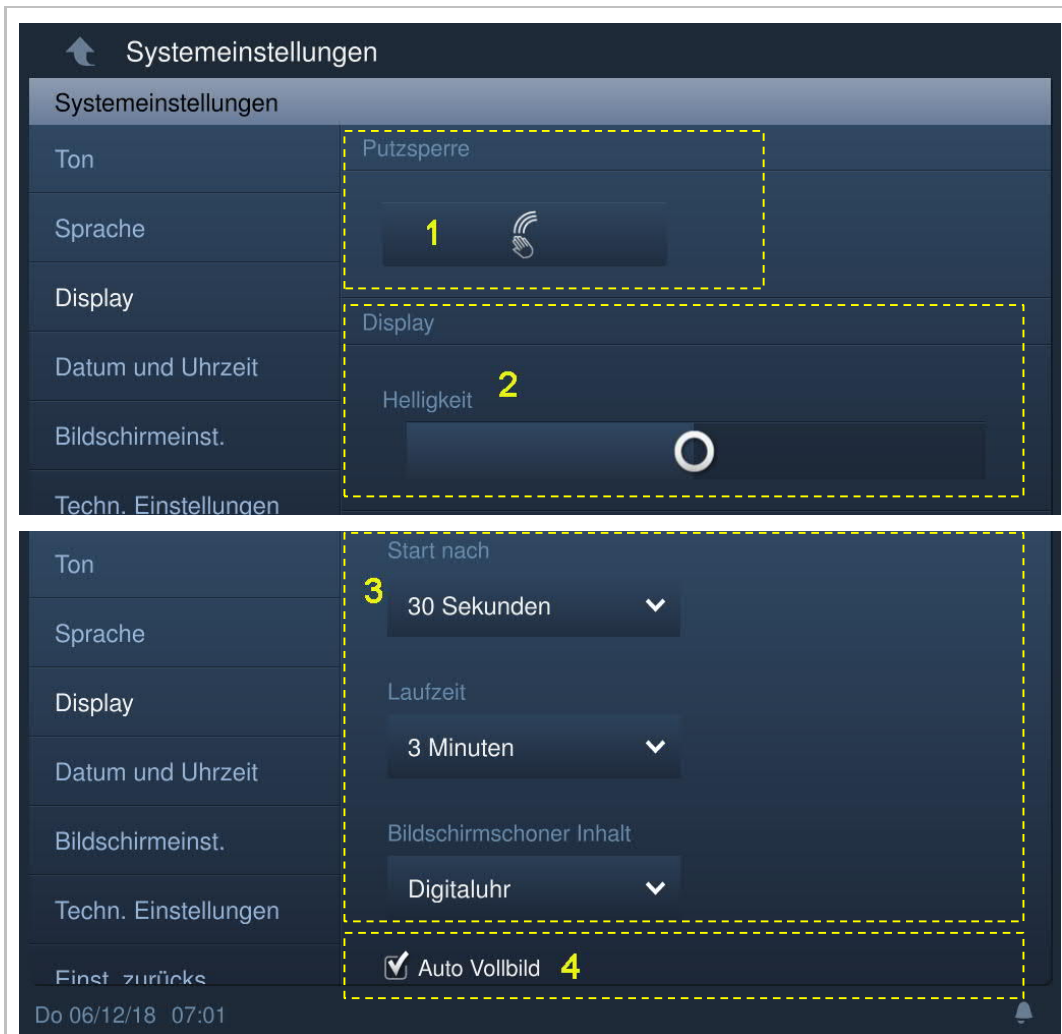 Systemeinstellungen
Systemeinstellungen
Ton
Sprache
Display
Datum und Uhrzeit
Bildschirmeinst.
Techn. Einstellungen
Putzsperre
1
Display
Helligkeit
2
Ton
Sprache
Display
Datum und Uhrzeit
Bildschirmeinst.
Techn. Einstellungen
Einst. zurücks
Start nach
3
30 Sekunden
Laufzeit
3 Minuten
Bildschirmschoner Inhalt
Digitaluhr
Auto Vollbild 4
Do 06/12/18 07:01